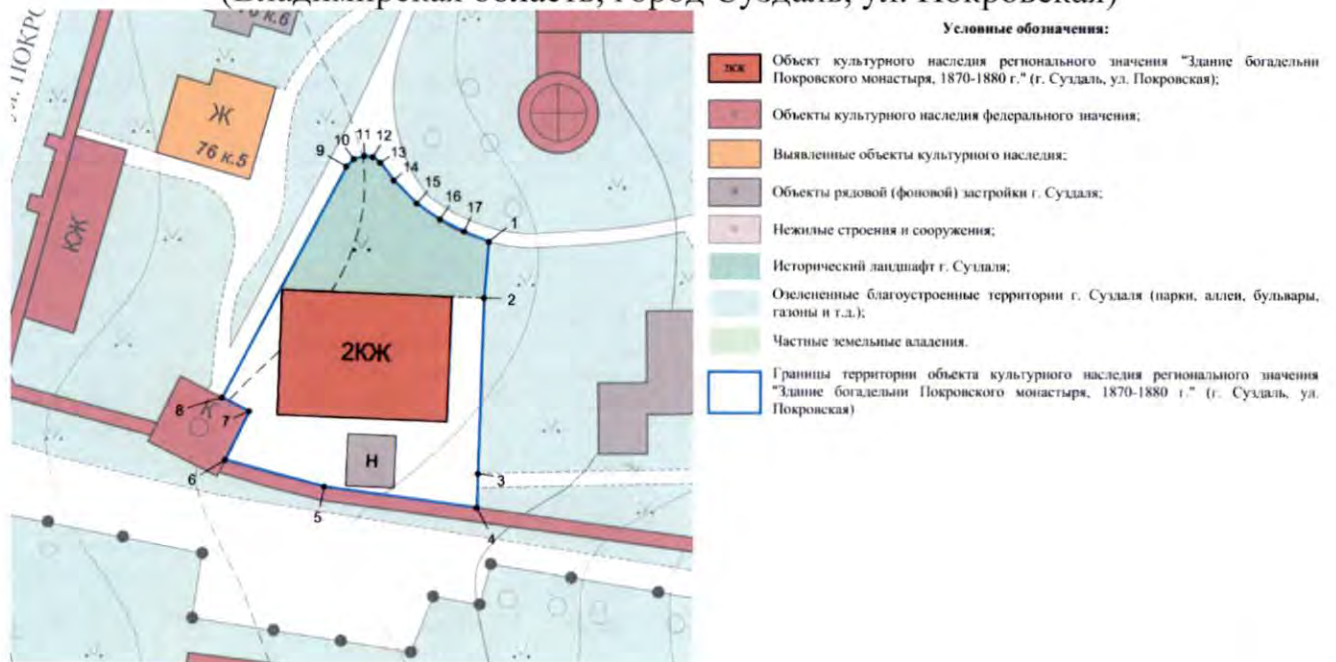 (Владимирская область, город Суздаль, ул. Покровская)
Условные обозначения:
2КЖ
Объект культурного наследия регионального значения "Здание богадельни
Покровского монастыря, 1870-1880 г." (г. Суздаль, ул. Покровская);
Объекты культурного наследия федерального значения;
Выявленные объекты культурного наследия;
Объекты рядовой (фоновой) застройки г. Суздаля;
Нежилые строения и сооружения;
Исторический ландшафт г. Суздаля;
Озелененные благоустроенные территории г. Суздаля (парки, аллеи, бульвары,
газоны и т.д.);
Частные земельные владения.
Границы территории объекта культурного наследия регионального значения
"Здание богадельни Покровского монастыря, 1870-1880 г." (г. Суздаль, ул.
Покровская)
к.6
Ж
76 к.5
КЖ
9
10
11
12
13
14
15
16
17
1
2
2КЖ
8
К
7
Н
3
6
5
4